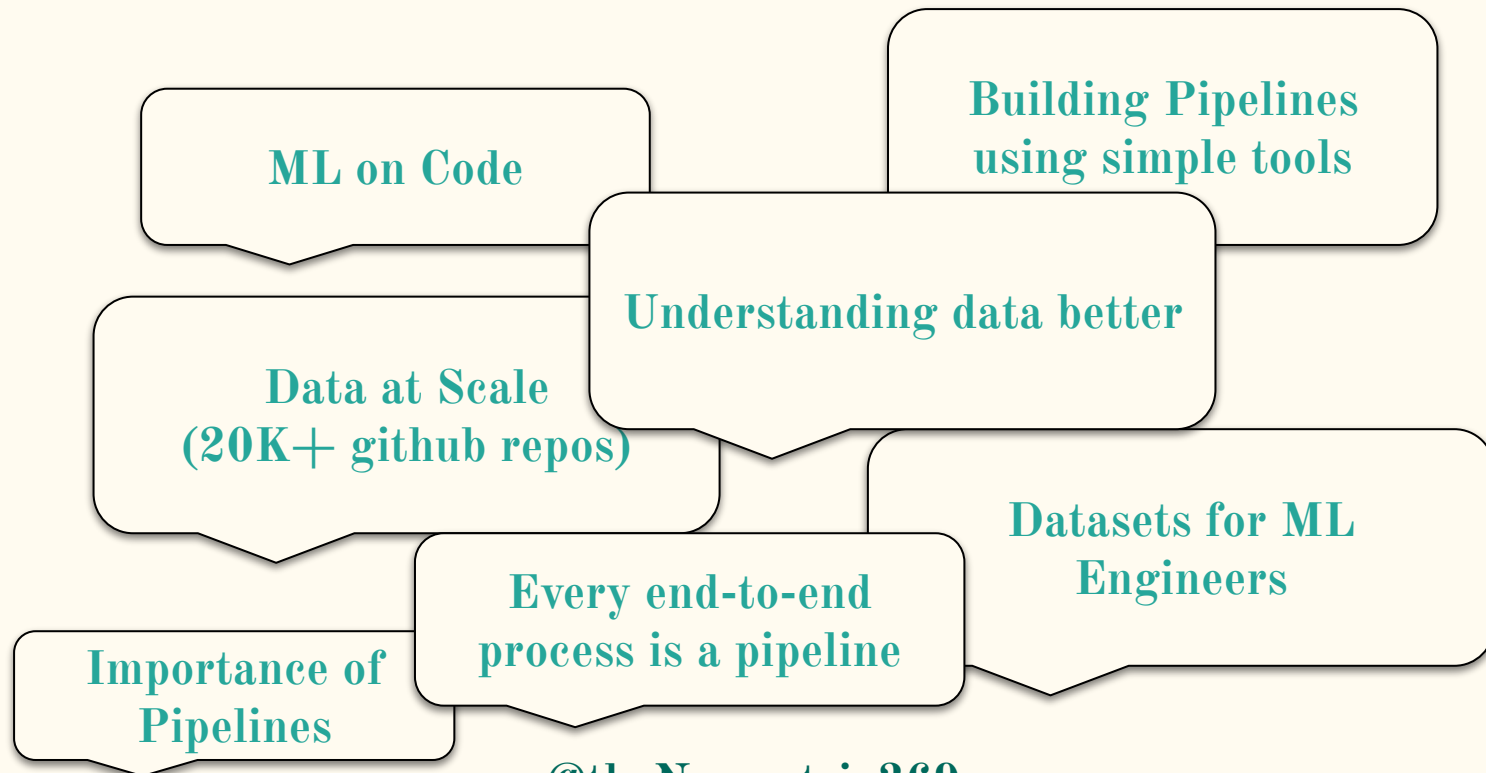 Building Pipelines
using simple tools
ML on Code
Understanding data better
Data at Scale
(20K+ github repos)
Datasets for ML
Engineers
Every end-to-end
process is a pipeline
Importance of
Pipelines